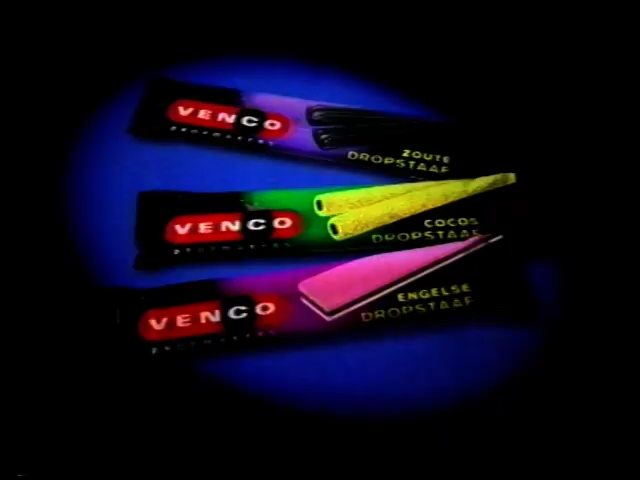 VENCO
ZOUTE
DROPSTAAF
VENCO
COCOS
DROPSTAAF
VENCO
ENGELSE
DROPSTAAF